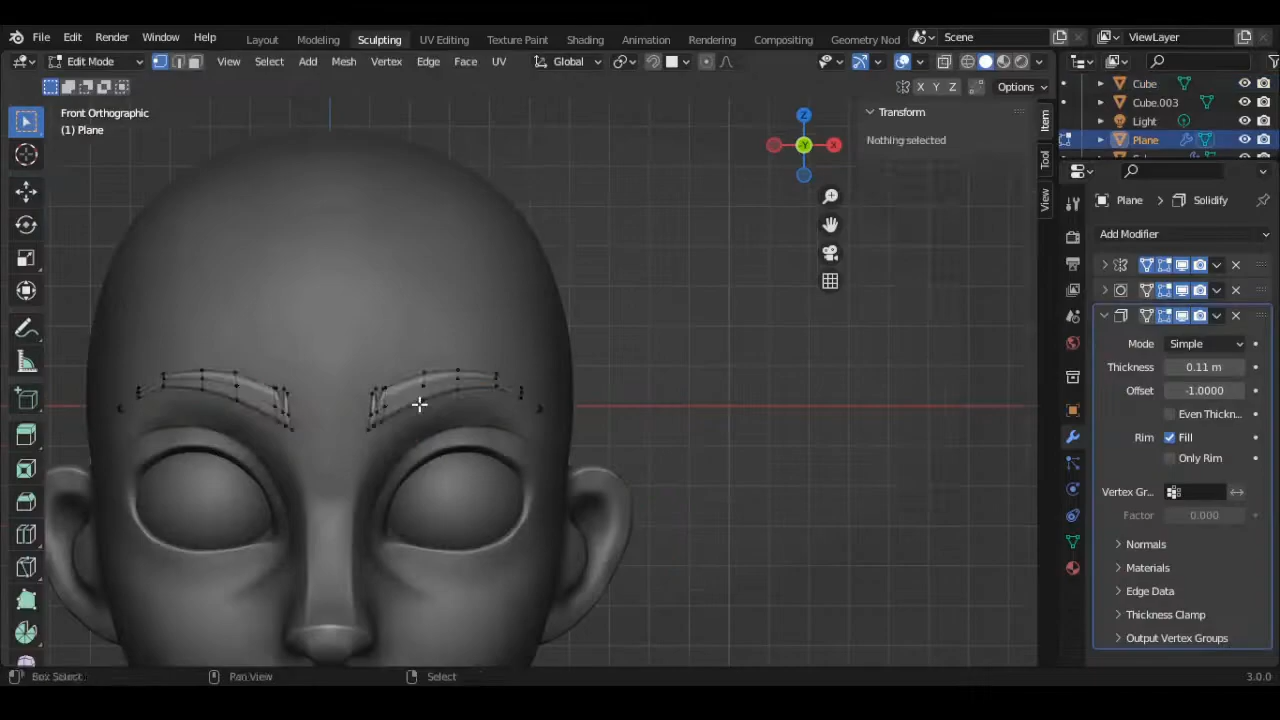 File Edit Render Window Help Layout Modeling Sculpting UV Editing Texture Paint Shading Animation Rendering Compositing Geometry Nod Scene ViewLayer
Edit Mode View Select Add Mesh Vertex Edge Face UV Global
X Y Z Options
Front Orthographic
(1) Plane
Transform
Nothing selected
Item
Tool
View
Z
-Y
X
Cube
Cube.003
Light
Plane
Plane Solidify
Add Modifier
Mode Simple
Thickness 0.11 m
Offset -1.0000
Even Thickn...
Rim Fill
Only Rim
Vertex Gr...
Factor 0.000
Normals
Materials
Edge Data
Thickness Clamp
Output Vertex Groups
Box Select Pan View Select 3.0.0